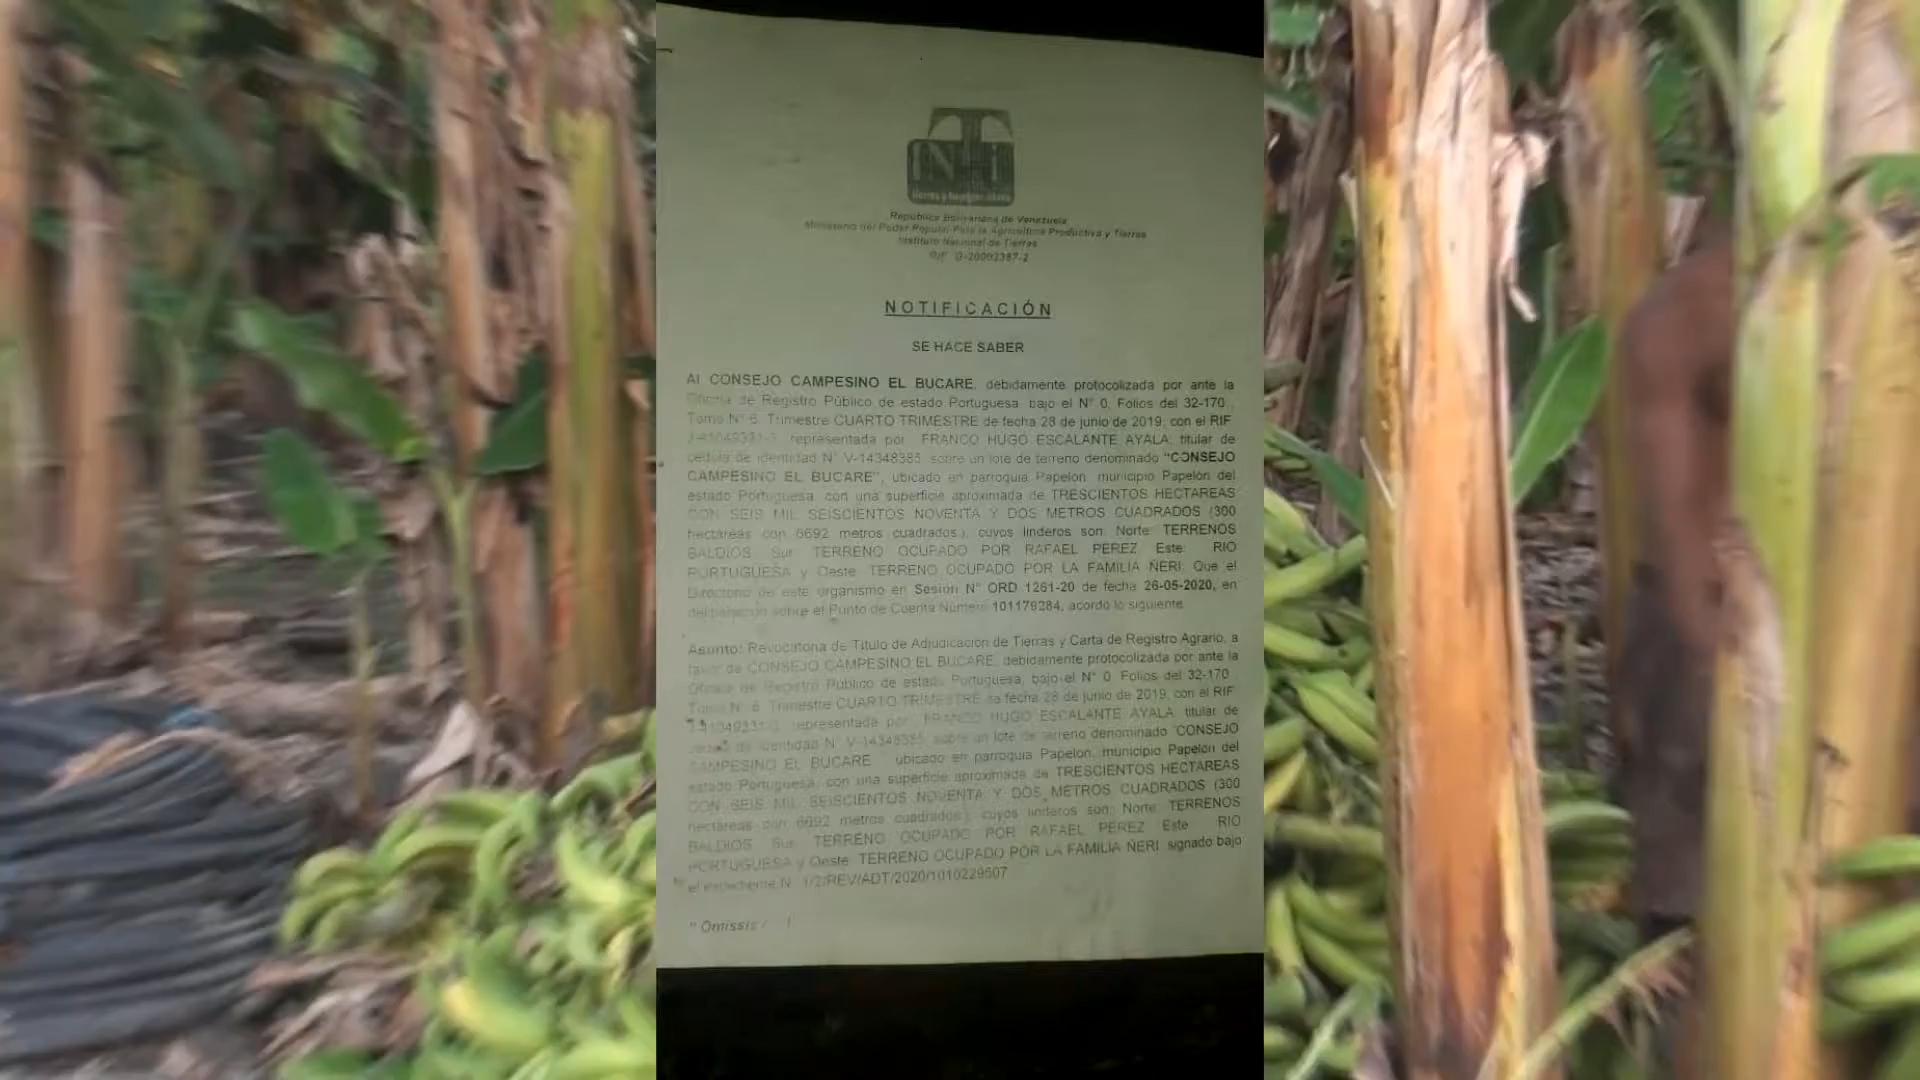 INTi
República Bolivariana de Venezuela
Ministerio del Poder Popular Para la Agricultura Productiva y Tierras
Instituto Nacional de Tierras
RIF G-20002387-2
NOTIFICACIÓN
SE HACE SABER
Al CONSEJO CAMPESINO EL BUCARE, debidamente protocolizada por ante la
Oficina de Registro Público de estado Portuguesa, bajo el N° 0, Folios del 32-170,
Tomo N° 6, Trimestre CUARTO TRIMESTRE de fecha 28 de junio de 2019, con el RIF
representada por FRANCO HUGO ESCALANTE AYALA, titular de
cedula de identidad N° V-14348385, sobre un lote de terreno denominado "CONSEJO
CAMPESINO EL BUCARE", ubicado en parroquia Papelon, municipio Papelón del
estado Portuguesa, con una superficie aproximada de TRESCIENTOS HECTAREAS
CON SEIS MIL SEISCIENTOS NOVENTA Y DOS METROS CUADRADOS (300
hectáreas con 6692 metros cuadrados), cuyos linderos son: Norte: TERRENOS
BALDIOS Sur: TERRENO OCUPADO POR RAFAEL PEREZ Este: RIO
PORTUGUESA y Oeste: TERRENO OCUPADO POR LA FAMILIA ÑERI; Que el
Directorio de este organismo en Sesión N° ORD 1261-20 de fecha 26-05-2020, en
deliberación sobre el Punto de Cuenta Número 101179284, acordo lo siguiente:
Asunto: Revocatoria de Titulo de Adjudicación de Tierras y Carta de Registro Agrario, a
favor de CONSEJO CAMPESINO EL BUCARE, debidamente protocolizada por ante la
Oficina de Registro Público de estado Portuguesa, bajo el N° 0, Folios del 32-170,
Tomo N° 6, Trimestre CUARTO TRIMESTRE sa fecha 28 de junio de 2019, con el RIF
representada por FRANCO HUGO ESCALANTE AYALA, titular de
de identidad N° V-14348385, sobre un lote de terreno denominado "CONSEJO
CAMPESINO EL BUCARE", ubicado en parroquia Papelon, municipio Papelón del
estado Portuguesa, con una superficie aproximada de TRESCIENTOS HECTAREAS
CON SEIS MIL SEISCIENTOS NOVENTA Y DOS METROS CUADRADOS (300
hectáreas con 6692 metros cuadrados), cuyos linderos son: Norte: TERRENOS
BALDIOS Sur: TERRENO OCUPADO POR RAFAEL PEREZ Este: RIO
PORTUGUESA y Oeste: TERRENO OCUPADO POR LA FAMILIA ÑERI, signado bajo
el expediente N° 1/2/REV/ADT/2020/1010229507
"Omissis /